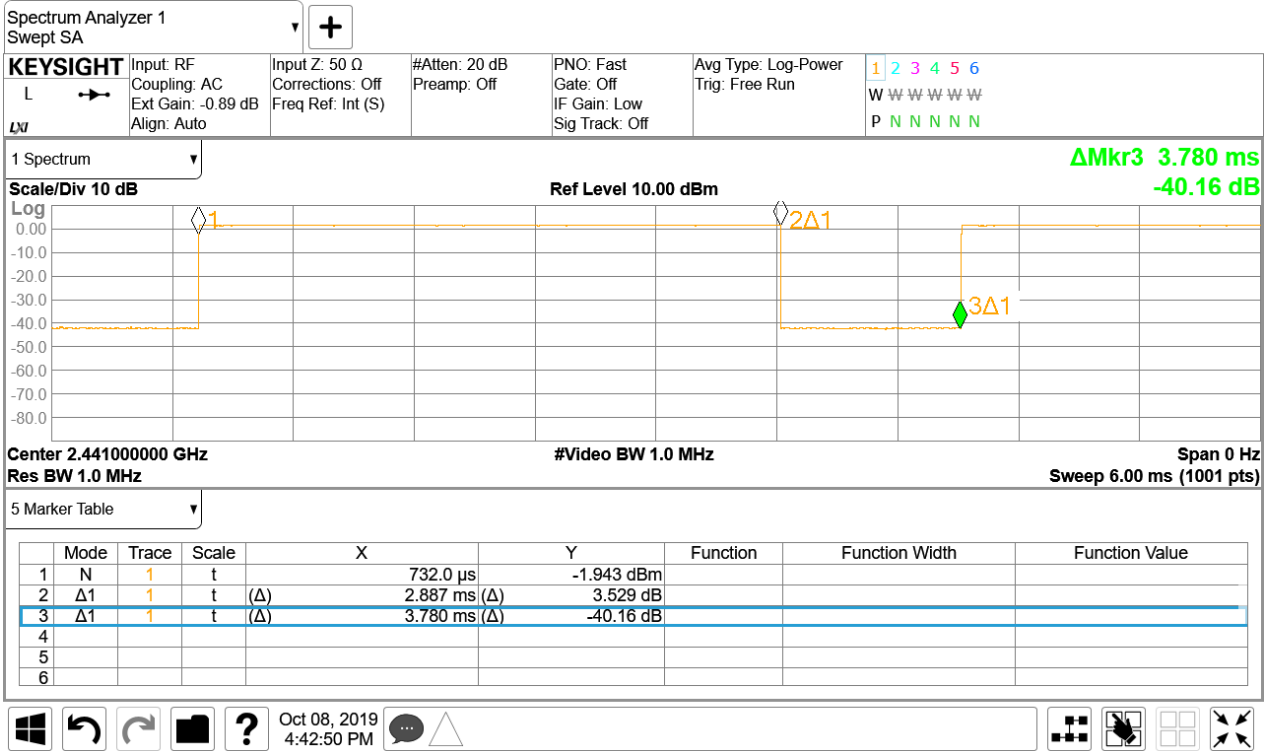 Spectrum Analyzer 1
Swept SA
KEYSIGHT
L
LXI
Input: RF
Coupling: AC
Ext Gain: -0.89 dB
Align: Auto
Input Z: 50 Ω
Corrections: Off
Freq Ref: Int (S)
#Atten: 20 dB
Preamp: Off
PNO: Fast
Gate: Off
IF Gain: Low
Sig Track: Off
Avg Type: Log-Power
Trig: Free Run
1 2 3 4 5 6
W W W W W W
P N N N N N
1 Spectrum
ΔMkr3 3.780 ms
-40.16 dB
Scale/Div 10 dB
Ref Level 10.00 dBm
Log
0.00
-10.0
-20.0
-30.0
-40.0
-50.0
-60.0
-70.0
-80.0
1
2Δ1
3Δ1
Center 2.441000000 GHz
#Video BW 1.0 MHz
Span 0 Hz
Res BW 1.0 MHz
Sweep 6.00 ms (1001 pts)
5 Marker Table
Mode Trace Scale X Y Function Function Width Function Value
1 N 1 t 732.0 µs -1.943 dBm
2 Δ1 1 t (Δ) 2.887 ms (Δ) 3.529 dB
3 Δ1 1 t (Δ) 3.780 ms (Δ) -40.16 dB
4
5
6
?
Oct 08, 2019
4:42:50 PM